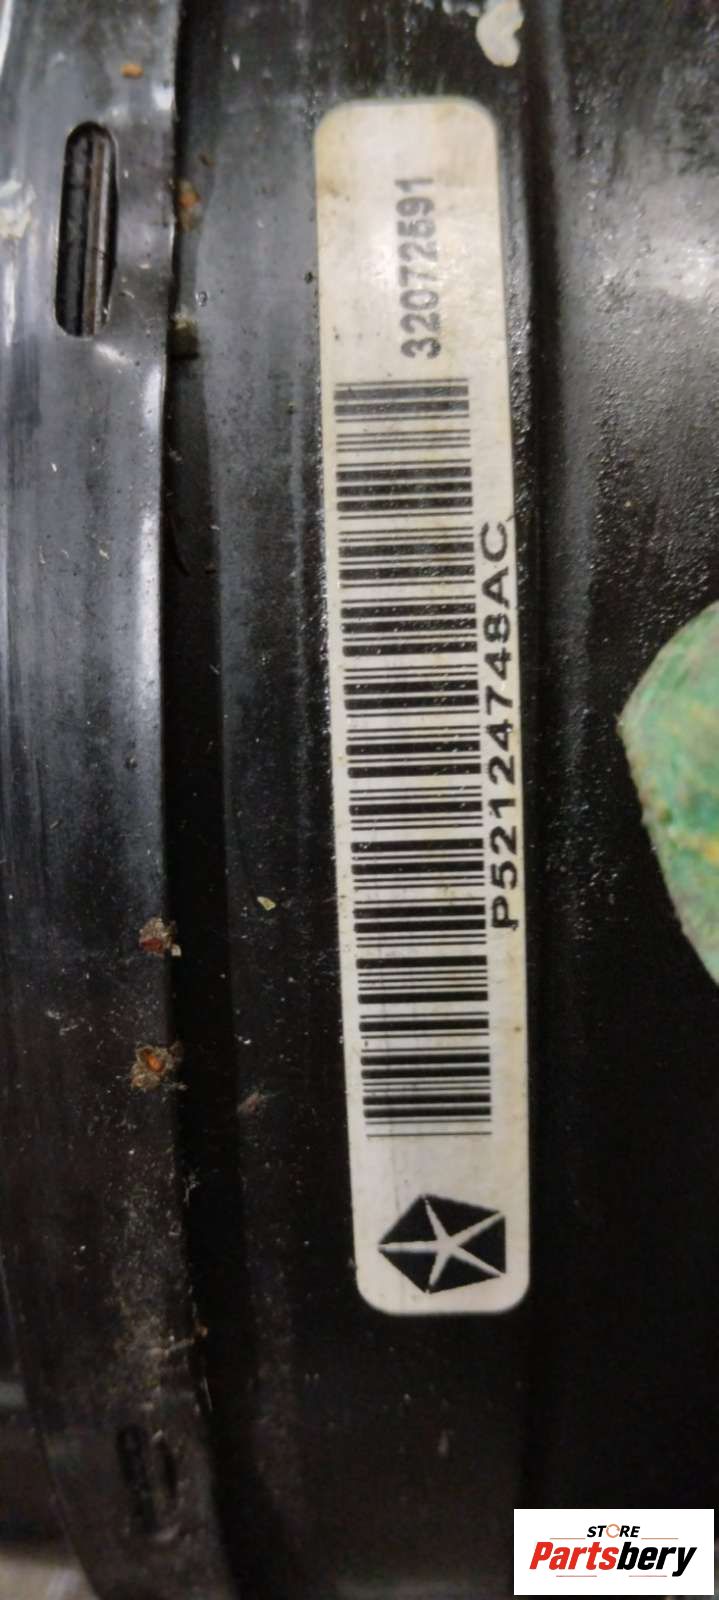 32072591
P52124748AC
STORE
Partsbery